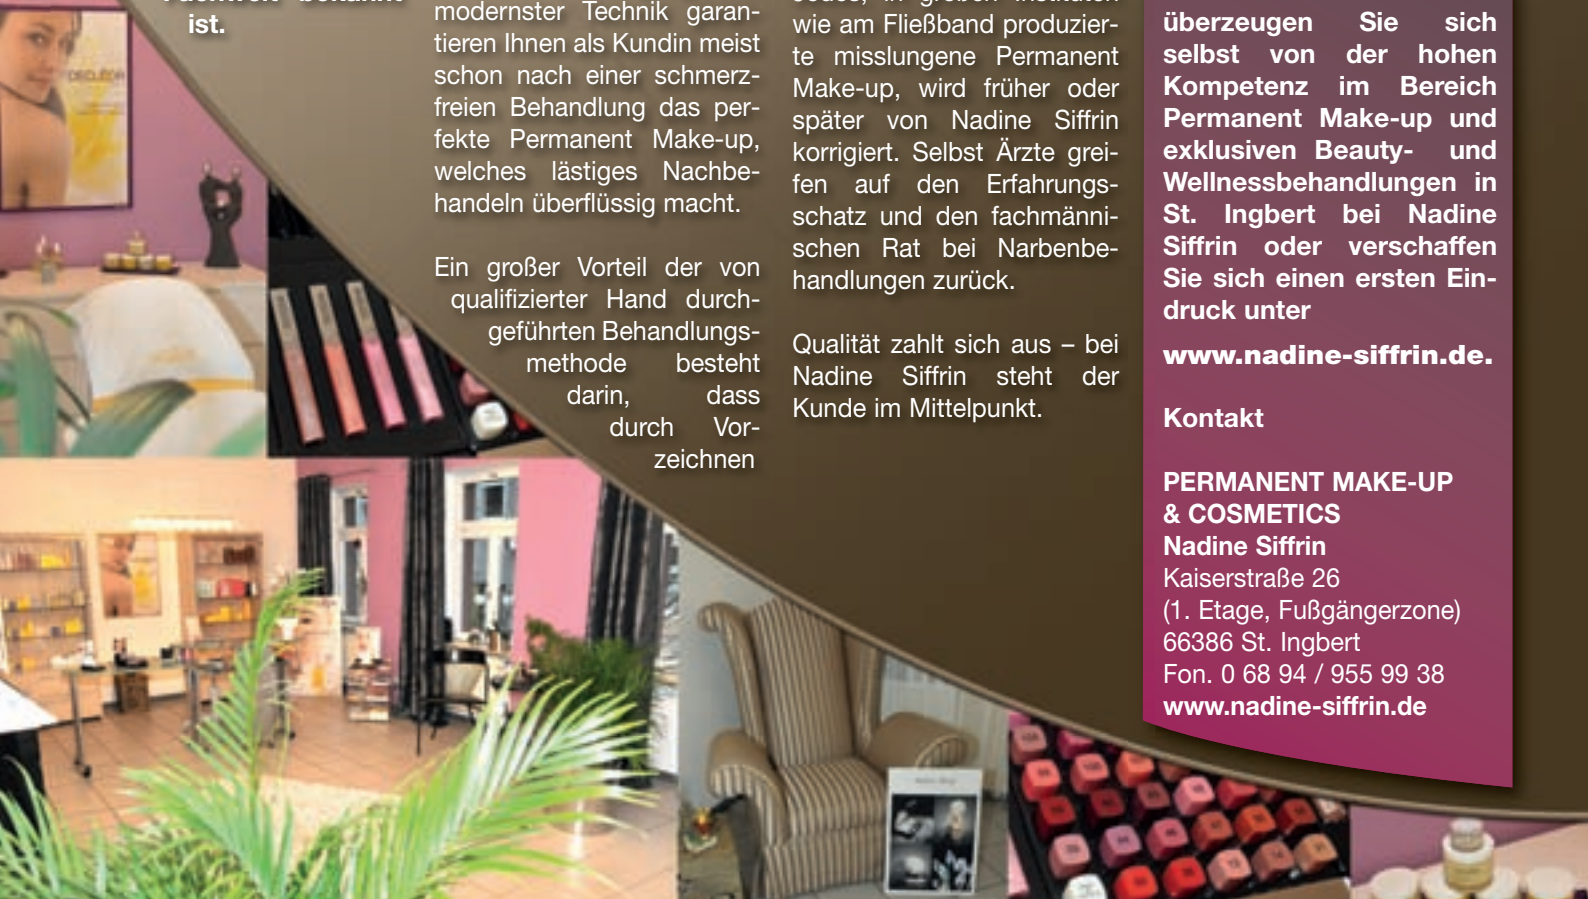 ist.
modernster Technik garan-
tieren Ihnen als Kundin meist
schon nach einer schmerz-
freien Behandlung das per-
fekte Permanent Make-up,
welches lästiges Nachbe-
handeln überflüssig macht.
Ein großer Vorteil der von
qualifizierter Hand durch-
geführten Behandlungs-
methode besteht
darin, dass
durch Vor-
zeichnen
wie am Fließband produzier-
te misslungene Permanent
Make-up, wird früher oder
später von Nadine Siffrin
korrigiert. Selbst Ärzte grei-
fen auf den Erfahrungs-
schatz und den fachmänni-
schen Rat bei Narbenbe-
handlungen zurück.
Qualität zahlt sich aus – bei
Nadine Siffrin steht der
Kunde im Mittelpunkt.
überzeugen Sie sich
selbst von der hohen
Kompetenz im Bereich
Permanent Make-up und
exklusiven Beauty- und
Wellnessbehandlungen in
St. Ingbert bei Nadine
Siffrin oder verschaffen
Sie sich einen ersten Ein-
druck unter
www.nadine-siffrin.de.
Kontakt
PERMANENT MAKE-UP
& COSMETICS
Nadine Siffrin
Kaiserstraße 26
(1. Etage, Fußgängerzone)
66386 St. Ingbert
Fon. 0 68 94 / 955 99 38
www.nadine-siffrin.de
DECLÉOR